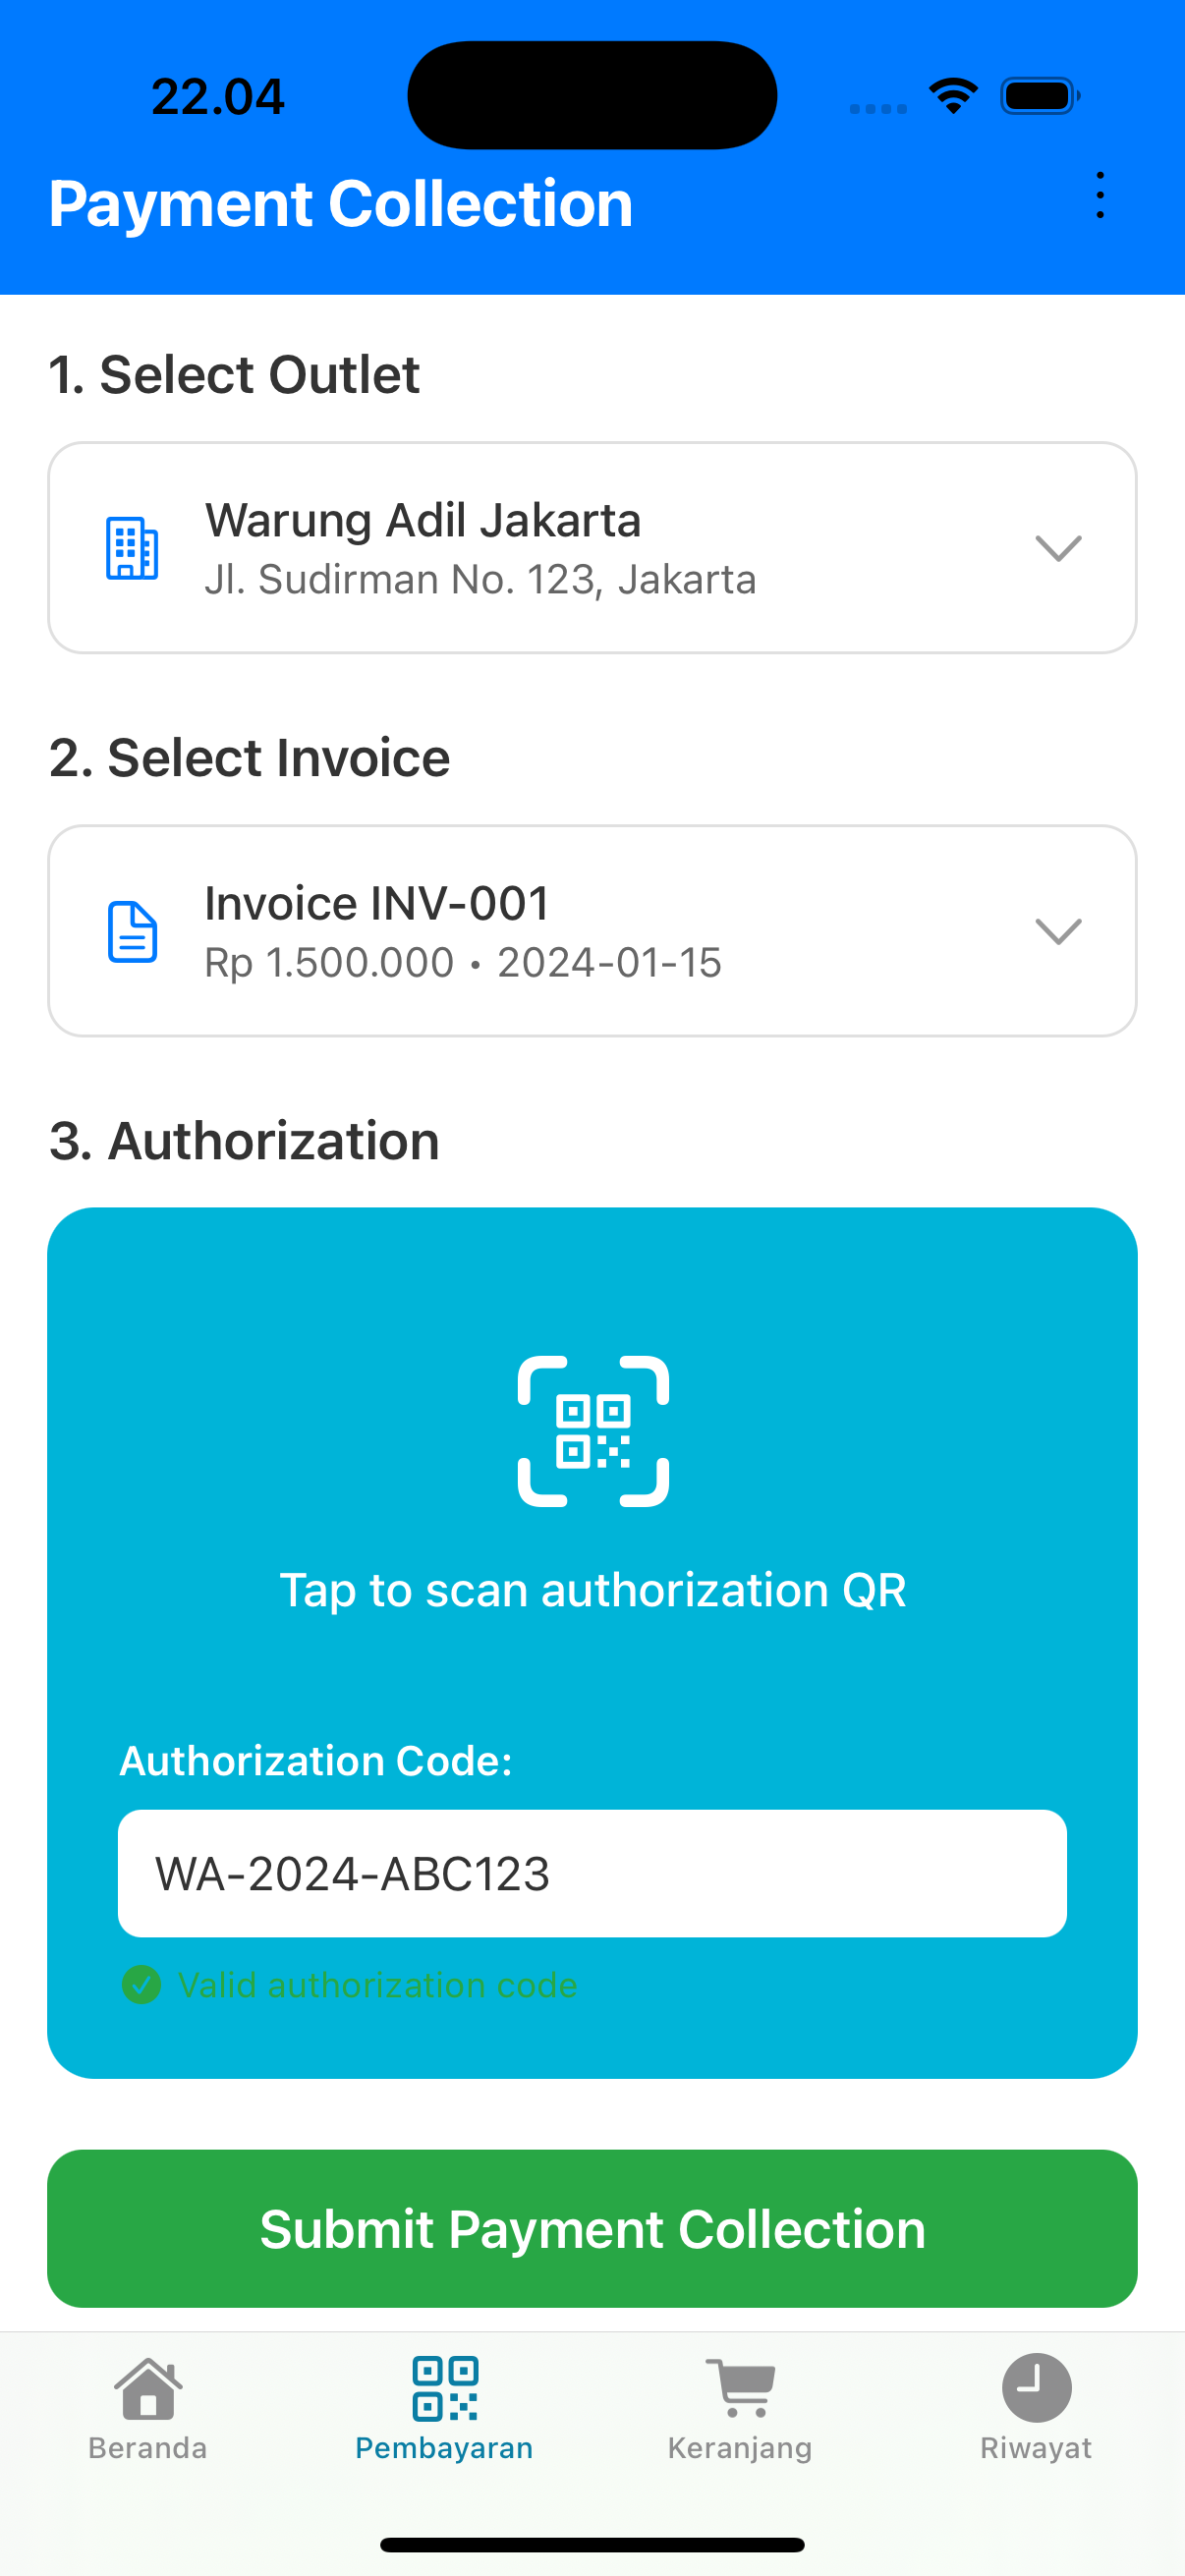 22.04
Payment Collection
1. Select Outlet
Warung Adil Jakarta
Jl. Sudirman No. 123, Jakarta
2. Select Invoice
Invoice INV-001
Rp 1.500.000 • 2024-01-15
3. Authorization
Tap to scan authorization QR
Authorization Code:
WA-2024-ABC123
Valid authorization code
Submit Payment Collection
Beranda
Pembayaran
Keranjang
Riwayat